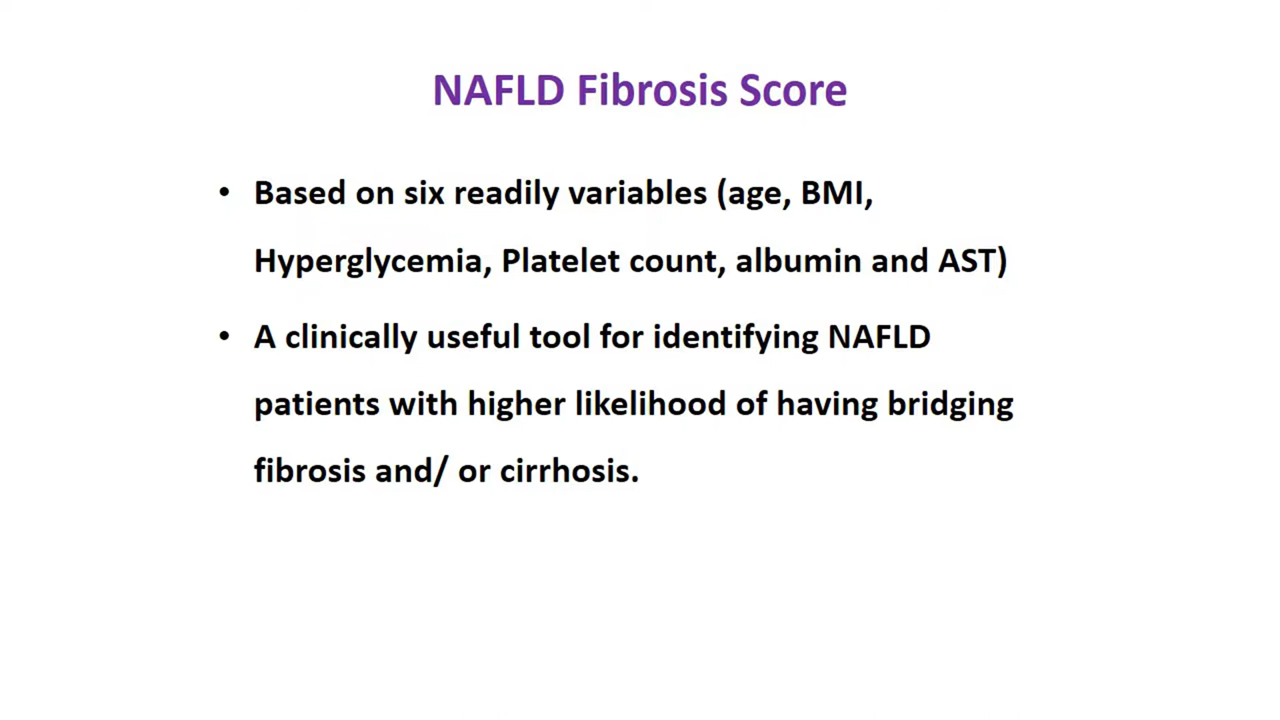 NAFLD Fibrosis Score
• Based on six readily variables (age, BMI,
Hyperglycemia, Platelet count, albumin and AST)
• A clinically useful tool for identifying NAFLD
patients with higher likelihood of having bridging
fibrosis and/ or cirrhosis.